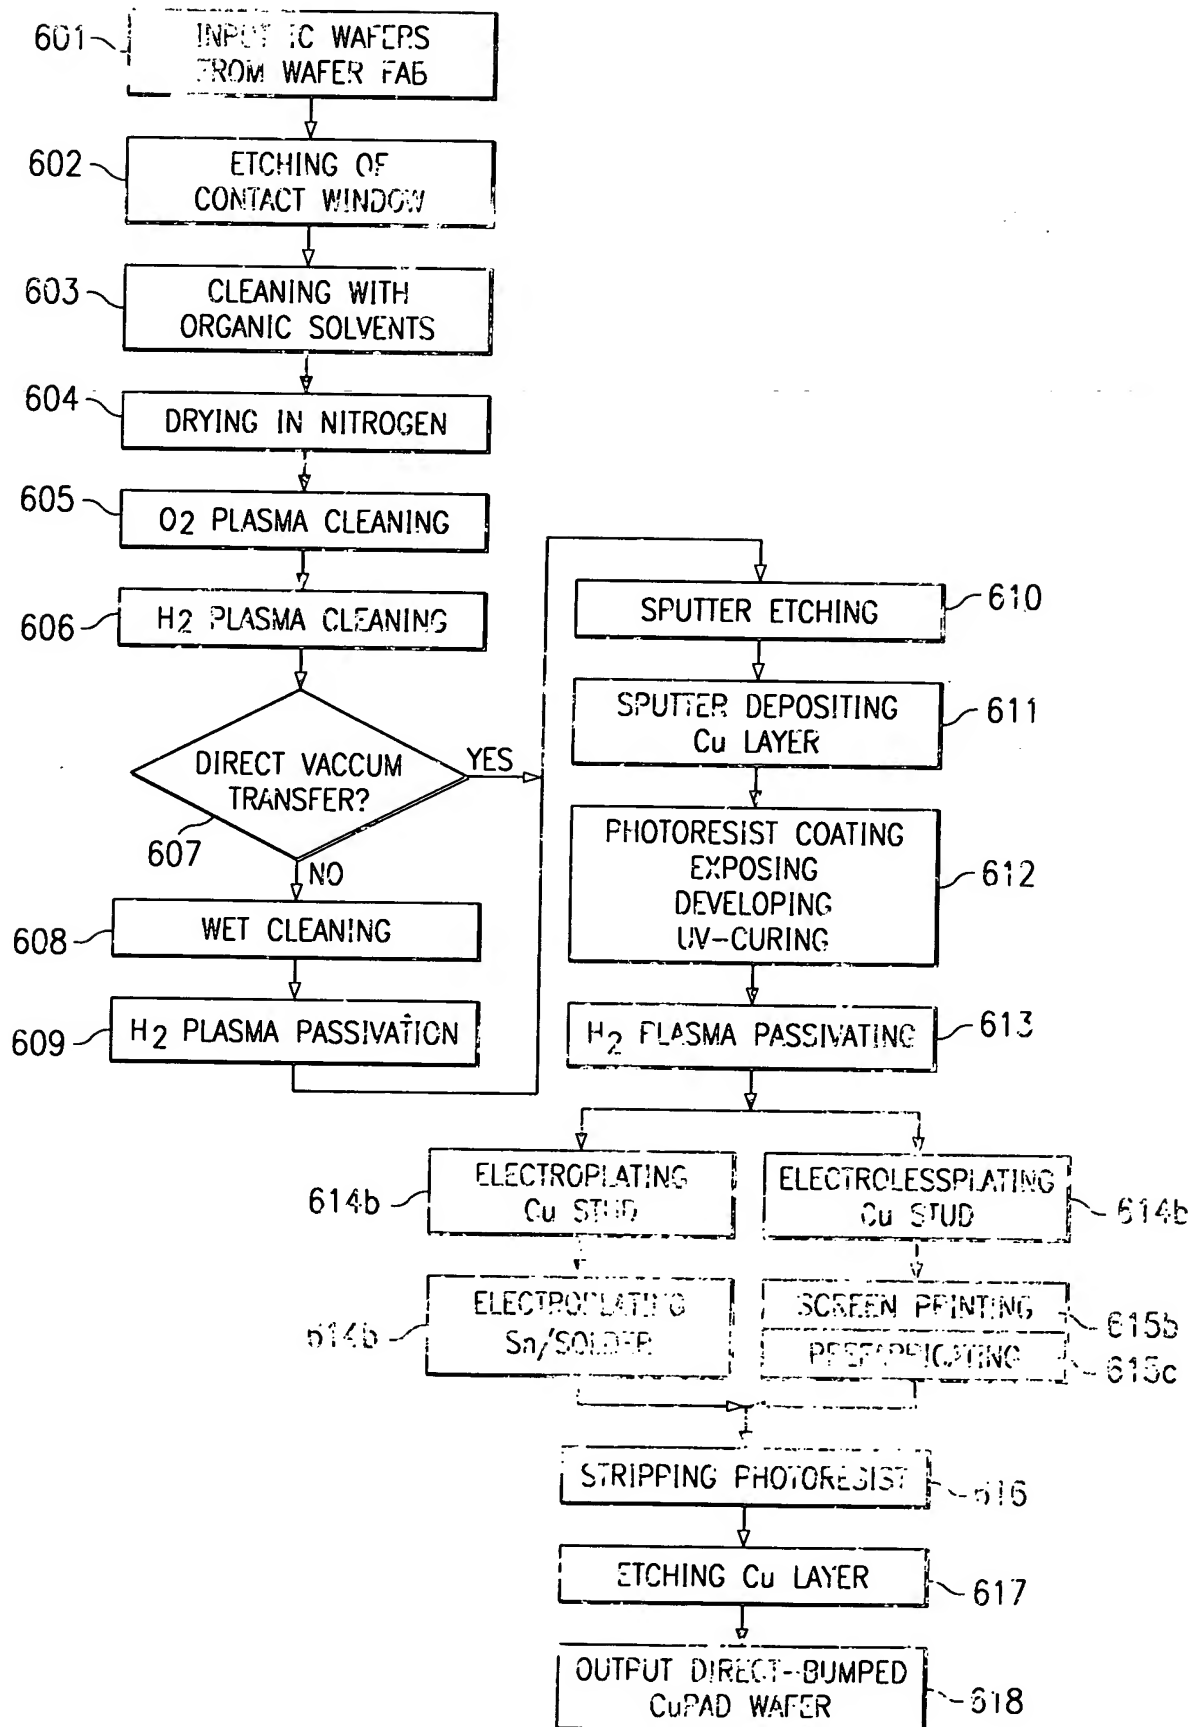 601
INPUT IC WAFERS
FROM WAFER FAB
602
ETCHING OF
CONTACT WINDOW
603
CLEANING WITH
ORGANIC SOLVENTS
604
DRYING IN NITROGEN
605
O2 PLASMA CLEANING
606
H2 PLASMA CLEANING
DIRECT VACCUM
TRANSFER?
YES
607
NO
608
WET CLEANING
609
H2 PLASMA PASSIVATION
SPUTTER ETCHING
610
SPUTTER DEPOSITING
Cu LAYER
611
PHOTORESIST COATING
EXPOSING
DEVELOPING
UV-CURING
612
H2 PLASMA PASSIVATING
613
614b
ELECTROPLATING
Cu STUD
ELECTROLESSPLATING
Cu STUD
614b
614b
ELECTROPLATING
Sn/SOLDER
SCREEN PRINTING
615b
PREFABRICATING
615c
STRIPPING PHOTORESIST
616
ETCHING Cu LAYER
617
OUTPUT DIRECT-BUMPED
CuPAD WAFER
618